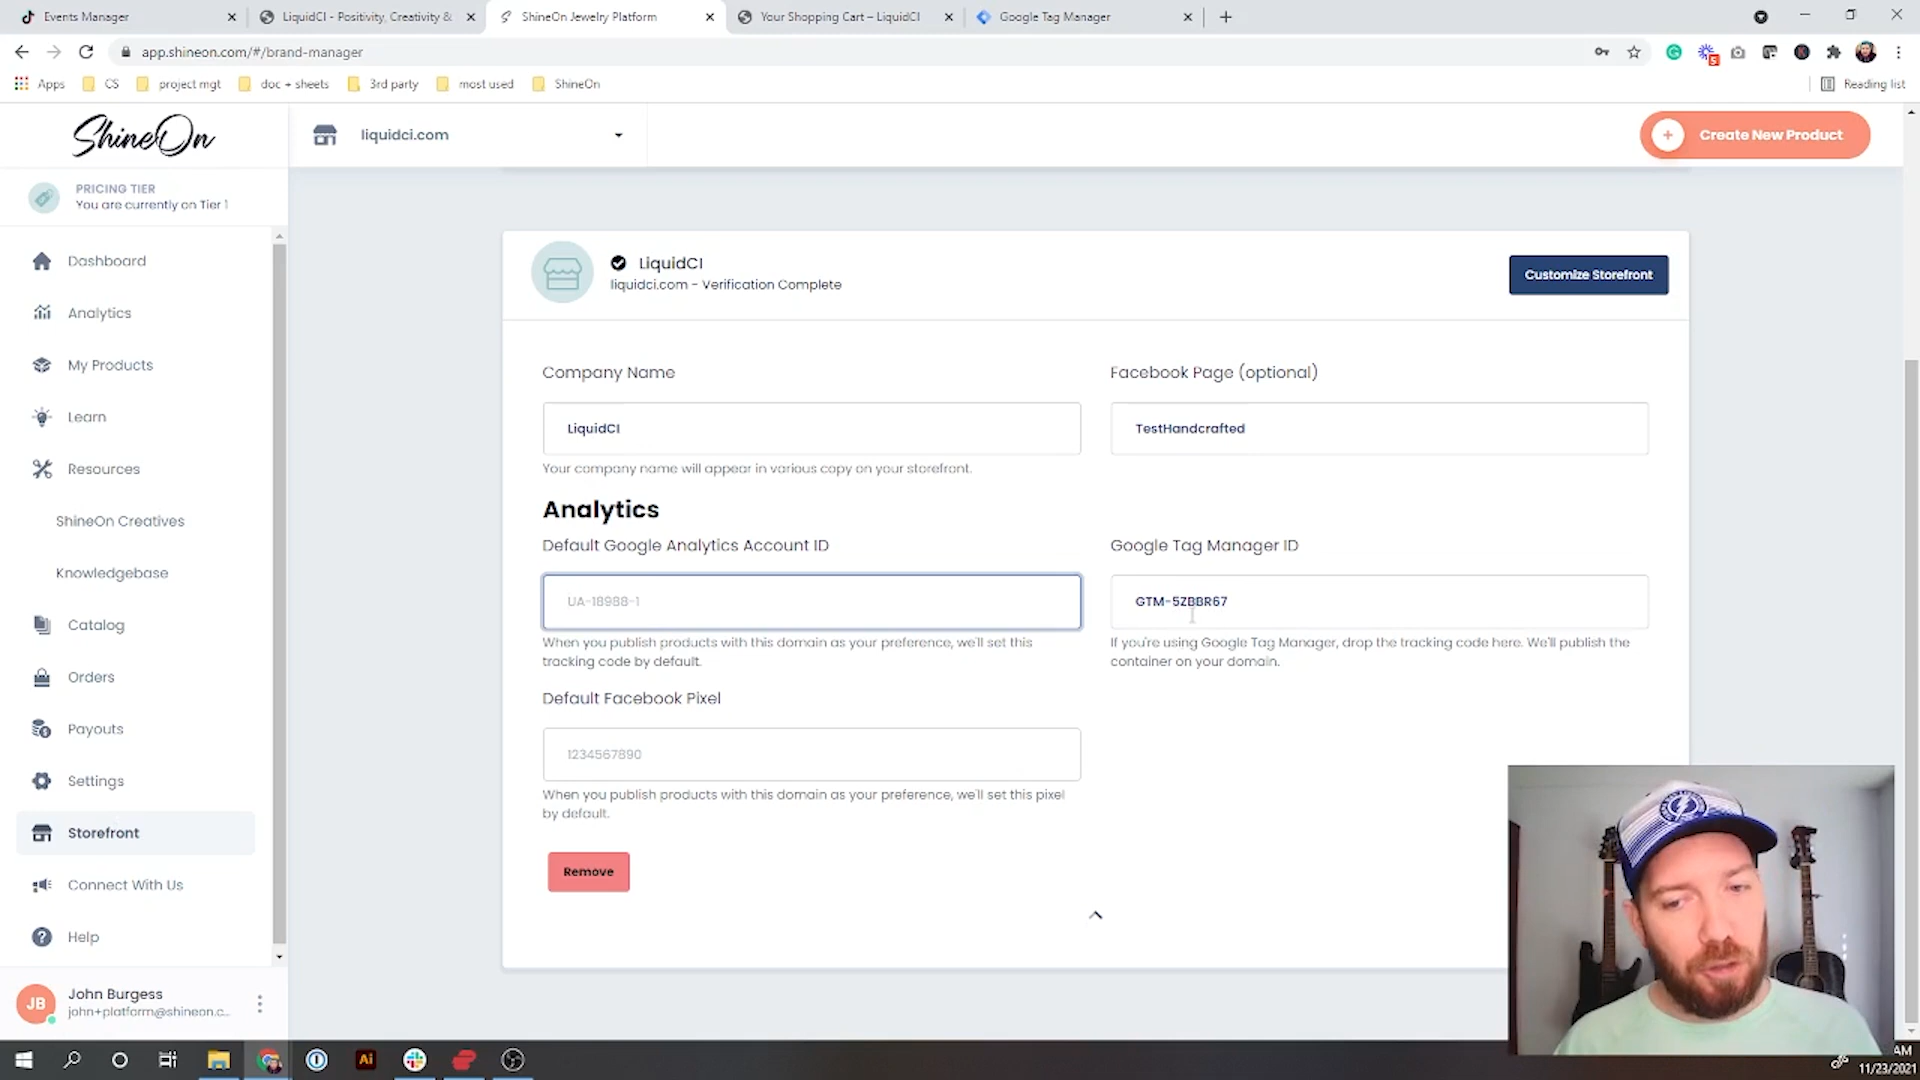 Events Manager
LiquidCI - Positivity, Creativity &
ShineOn Jewelry Platform
Your Shopping Cart – LiquidCI
Google Tag Manager
app.shineon.com/#/brand-manager
5
Apps
CS
project mgt
doc + sheets
3rd party
most used
ShineOn
Reading list
ShineOn
liquidci.com
Create New Product
PRICING TIER
You are currently on Tier 1
Dashboard
Analytics
My Products
Learn
Resources
ShineOn Creatives
Knowledgebase
Catalog
Orders
Payouts
Settings
Storefront
Connect With Us
Help
JB
John Burgess
john+platform@shineon.c...
LiquidCI
liquidci.com - Verification Complete
Customize Storefront
Company Name
LiquidCI
Your company name will appear in various copy on your storefront.
Facebook Page (optional)
TestHandcrafted
Analytics
Default Google Analytics Account ID
UA-18988-1
When you publish products with this domain as your preference, we'll set this
tracking code by default.
Google Tag Manager ID
GTM-5ZBBR67
If you're using Google Tag Manager, drop the tracking code here. We'll publish the
container on your domain.
Default Facebook Pixel
1234567890
When you publish products with this domain as your preference, we'll set this pixel
by default.
Remove
Ai
AM
11/23/2021